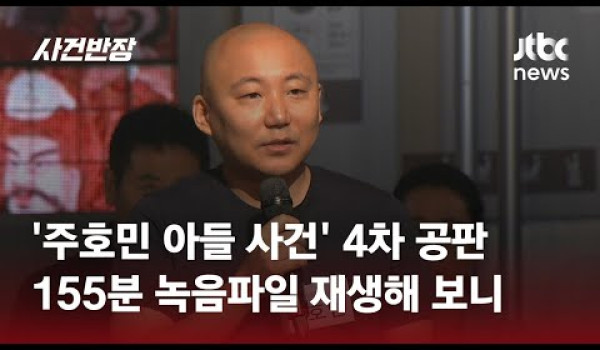 사건반장
jtbc
news
'주호민 아들 사건' 4차 공판
155분 녹음파일 재생해 보니